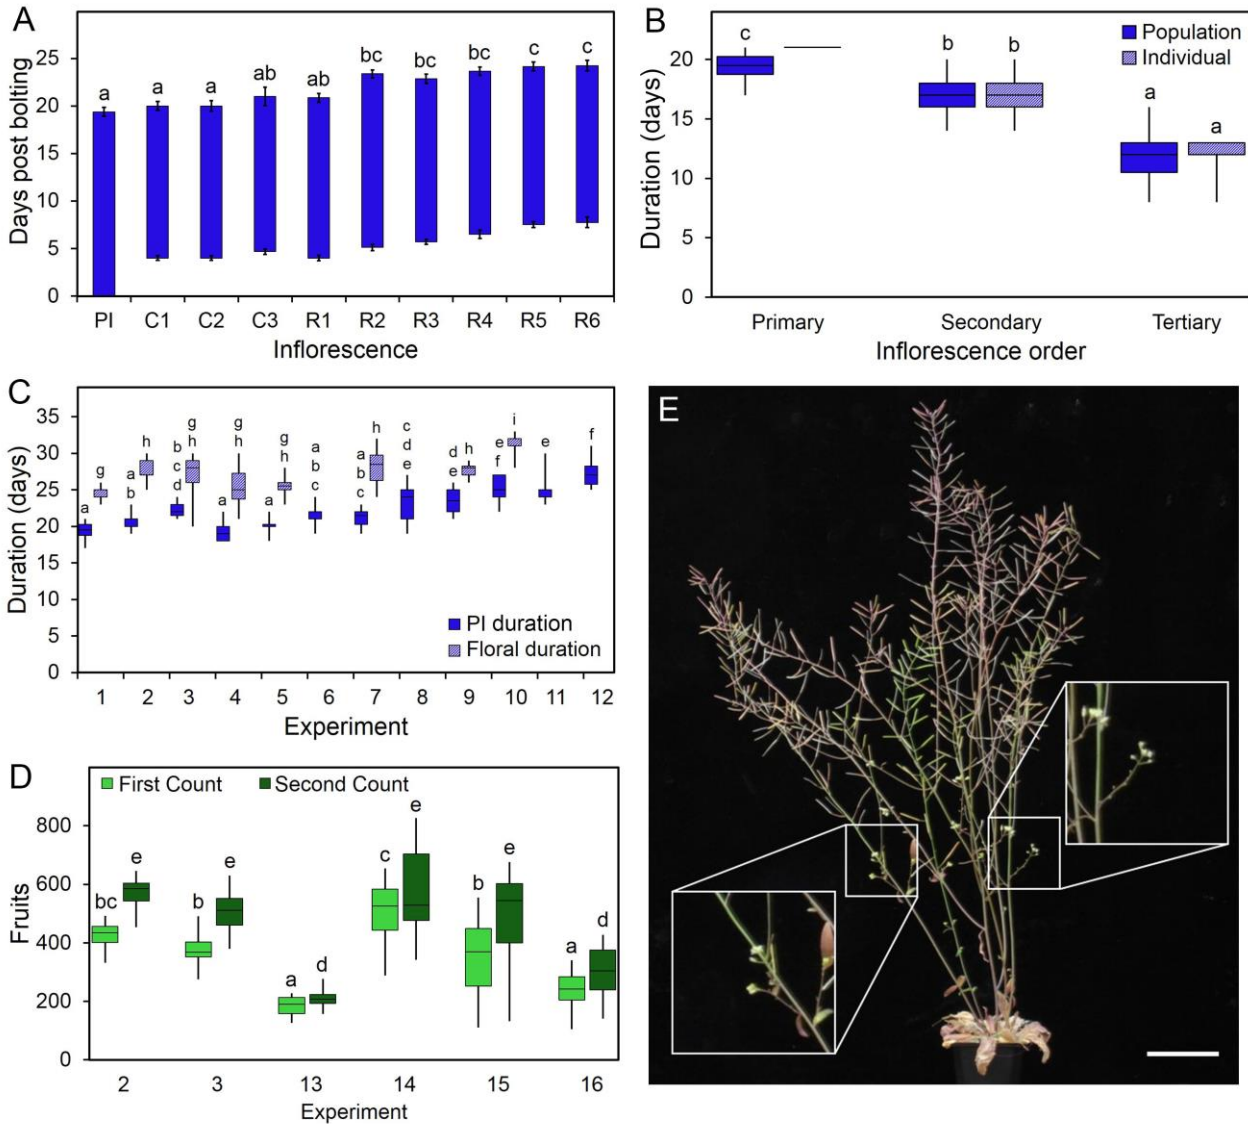 A
Days post bolting
25
20
15
10
5
0
a a a ab ab bc bc bc c c
PI C1 C2 C3 R1 R2 R3 R4 R5 R6
Inflorescence
B
Population
Individual
Duration (days)
20
15
10
5
0
c b b a a
Primary Secondary Tertiary
Inflorescence order
C
Duration (days)
35
30
25
20
15
10
5
0
a g
a b h
b c d g h
a g h
a g h
a b c
a b c h
c d e
d e h
e f i
e
f
PI duration
Floral duration
1 2 3 4 5 6 7 8 9 10 11 12
Experiment
D
First Count
Second Count
Fruits
800
600
400
200
0
bc e b e a d c e b e a d
2 3 13 14 15 16
Experiment
E